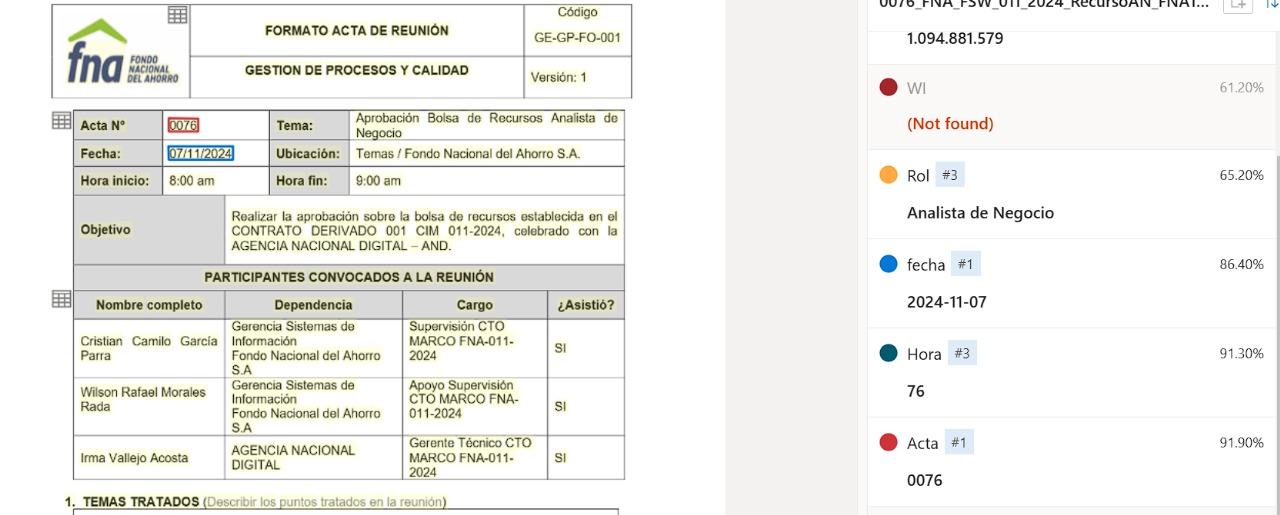 fna FONDO
NACIONAL
DEL AHORRO
FORMATO ACTA DE REUNIÓN
GESTION DE PROCESOS Y CALIDAD
Código
GE-GP-FO-001
Versión: 1
Acta Nº 0076 Tema: Aprobación Bolsa de Recursos Analista de
Negocio
Fecha: 07/11/2024 Ubicación: Temas / Fondo Nacional del Ahorro S.A.
Hora inicio: 8:00 am Hora fin: 9:00 am
Objetivo
Realizar la aprobación sobre la bolsa de recursos establecida en el
CONTRATO DERIVADO 001 CIM 011-2024, celebrado con la
AGENCIA NACIONAL DIGITAL – AND.
PARTICIPANTES CONVOCADOS A LA REUNIÓN
Nombre completo Dependencia Cargo ¿Asistió?
Cristian Camilo García
Parra
Gerencia Sistemas de
Información
Fondo Nacional del Ahorro
S.A
Supervisión CTO
MARCO FNA-011-
2024
SI
Wilson Rafael Morales
Rada
Gerencia Sistemas de
Información
Fondo Nacional del Ahorro
S.A
Apoyo Supervisión
CTO MARCO FNA-
011-2024
SI
Irma Vallejo Acosta
AGENCIA NACIONAL
DIGITAL
Gerente Técnico CTO
MARCO FNA-011-
2024
SI
1. TEMAS TRATADOS (Describir los puntos tratados en la reunión)
0076_FNA_FSW_011_2024_RecursoAN_FNAT...
1.094.881.579
WI 61.20%
(Not found)
Rol #3 65.20%
Analista de Negocio
fecha #1 86.40%
2024-11-07
Hora #3 91.30%
76
Acta #1 91.90%
0076